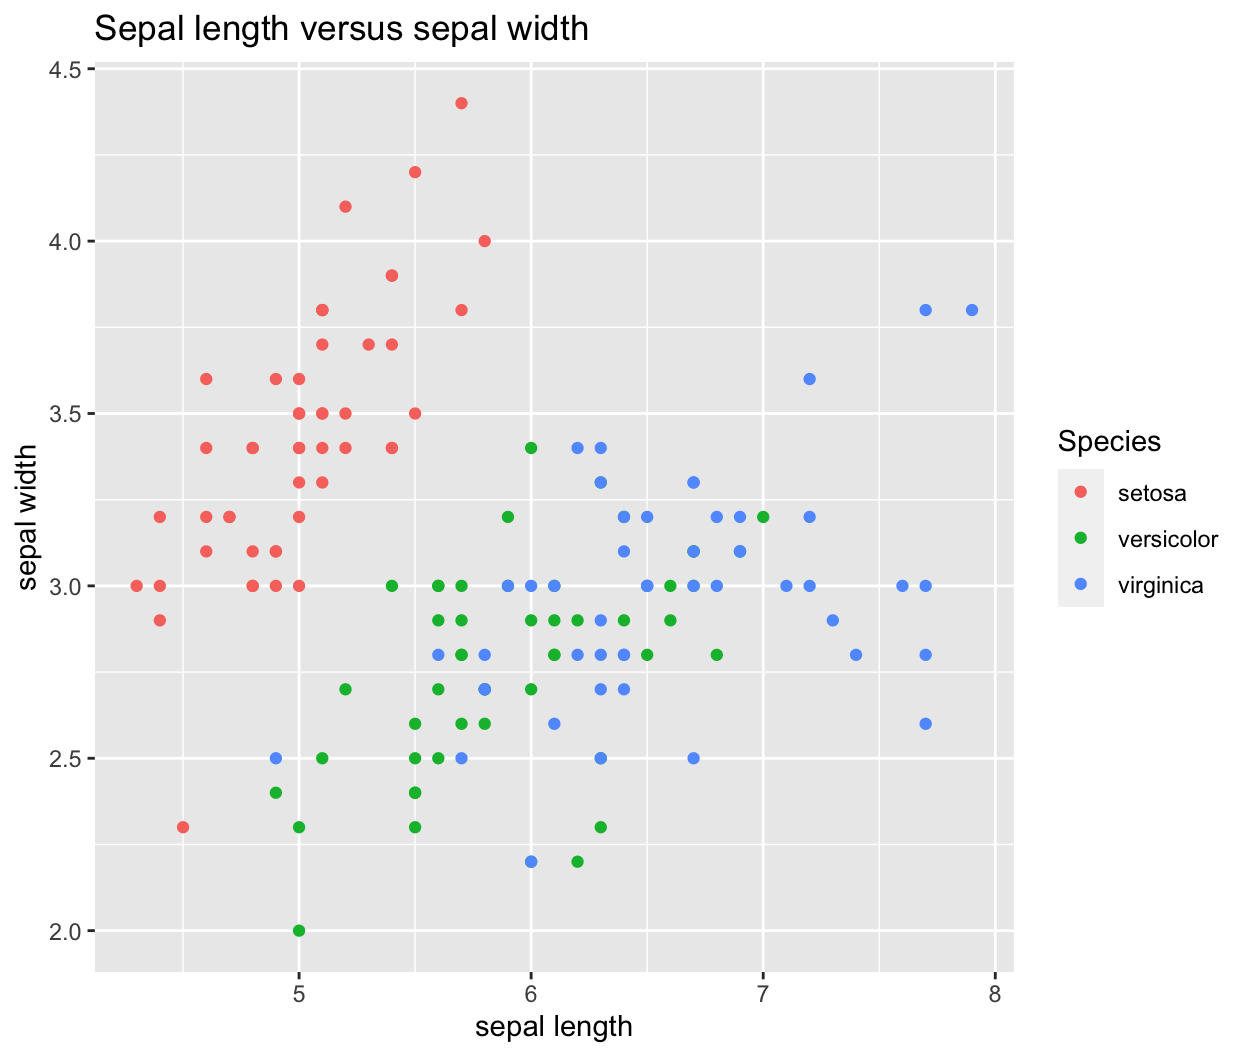 Sepal length versus sepal width
4.5
4.0
3.5
3.0
2.5
2.0
sepal width
5 6 7 8
sepal length
Species
setosa
versicolor
virginica